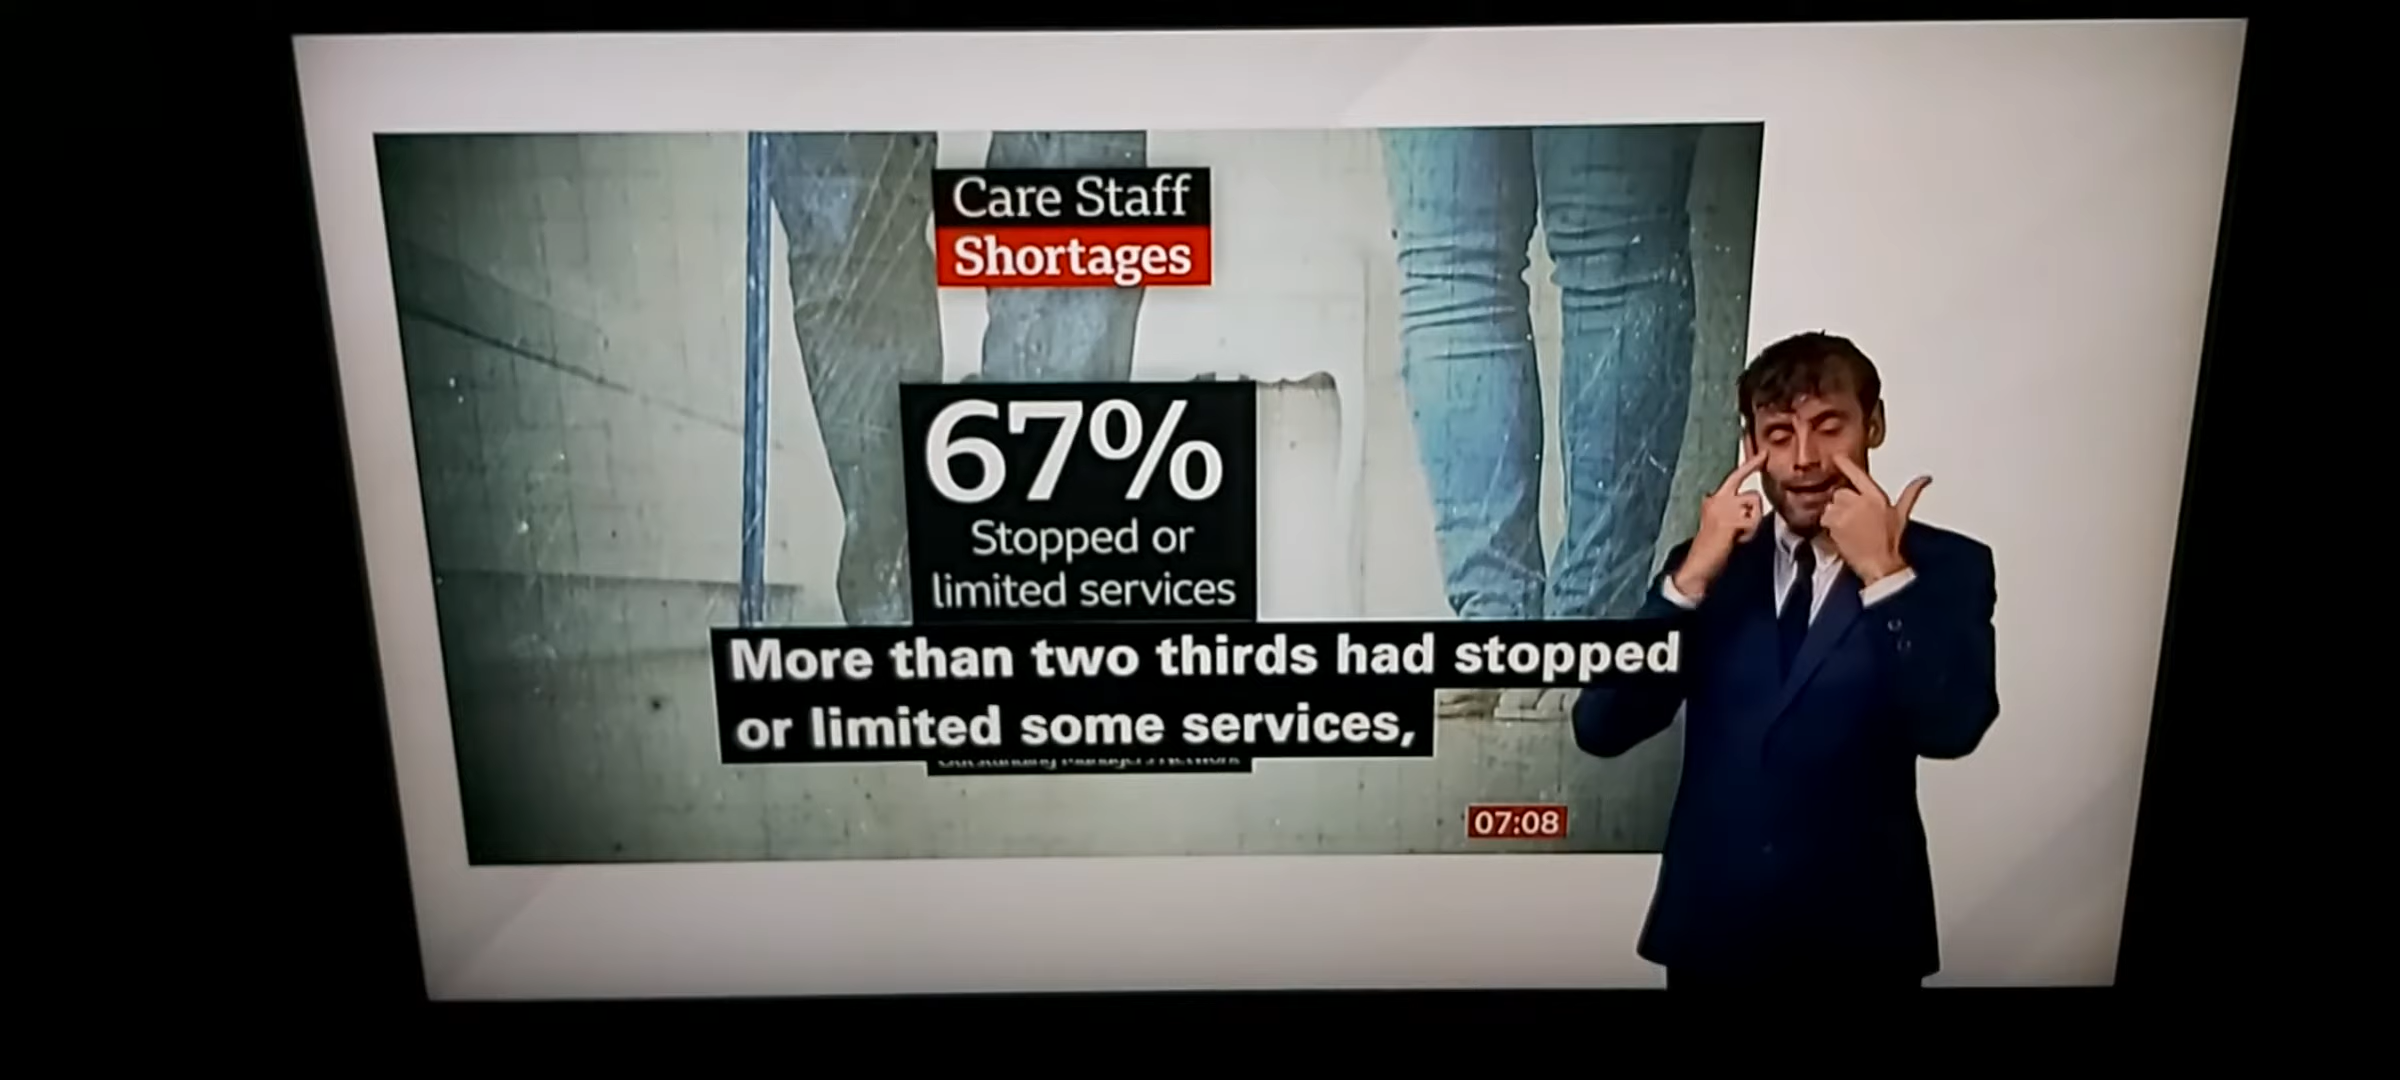 Care Staff
Shortages
67%
Stopped or
limited services
More than two thirds had stopped
or limited some services,
07:08